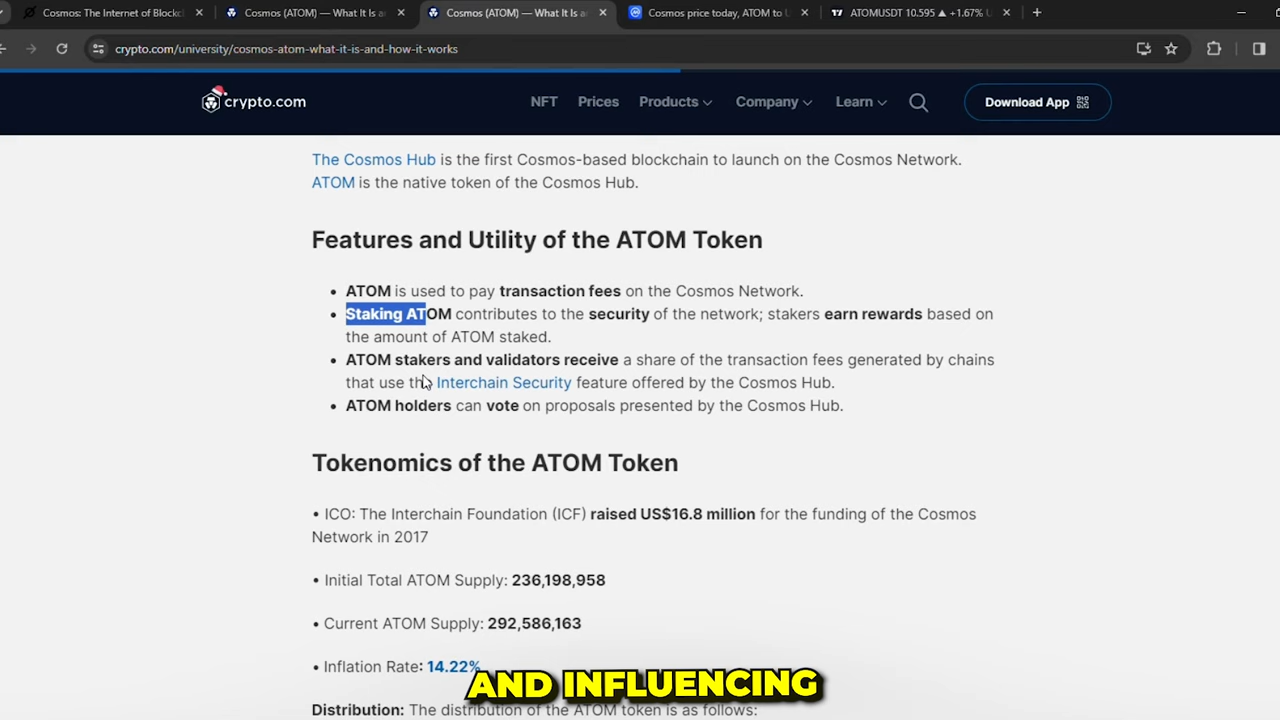 Cosmos: The Internet of Blockc
Cosmos (ATOM) — What It Is a
Cosmos (ATOM) — What It Is a
Cosmos price today, ATOM to U
ATOMUSDT 10.595 ▲ +1.67% U
crypto.com/university/cosmos-atom-what-it-is-and-how-it-works
crypto.com
NFT Prices Products Company Learn Download App
The Cosmos Hub is the first Cosmos-based blockchain to launch on the Cosmos Network.
ATOM is the native token of the Cosmos Hub.
Features and Utility of the ATOM Token
• ATOM is used to pay transaction fees on the Cosmos Network.
• Staking ATOM contributes to the security of the network; stakers earn rewards based on
the amount of ATOM staked.
• ATOM stakers and validators receive a share of the transaction fees generated by chains
that use the Interchain Security feature offered by the Cosmos Hub.
• ATOM holders can vote on proposals presented by the Cosmos Hub.
Tokenomics of the ATOM Token
• ICO: The Interchain Foundation (ICF) raised US$16.8 million for the funding of the Cosmos
Network in 2017
• Initial Total ATOM Supply: 236,198,958
• Current ATOM Supply: 292,586,163
• Inflation Rate: 14.22%
AND INFLUENCING
Distribution: The distribution of the ATOM token is as follows: